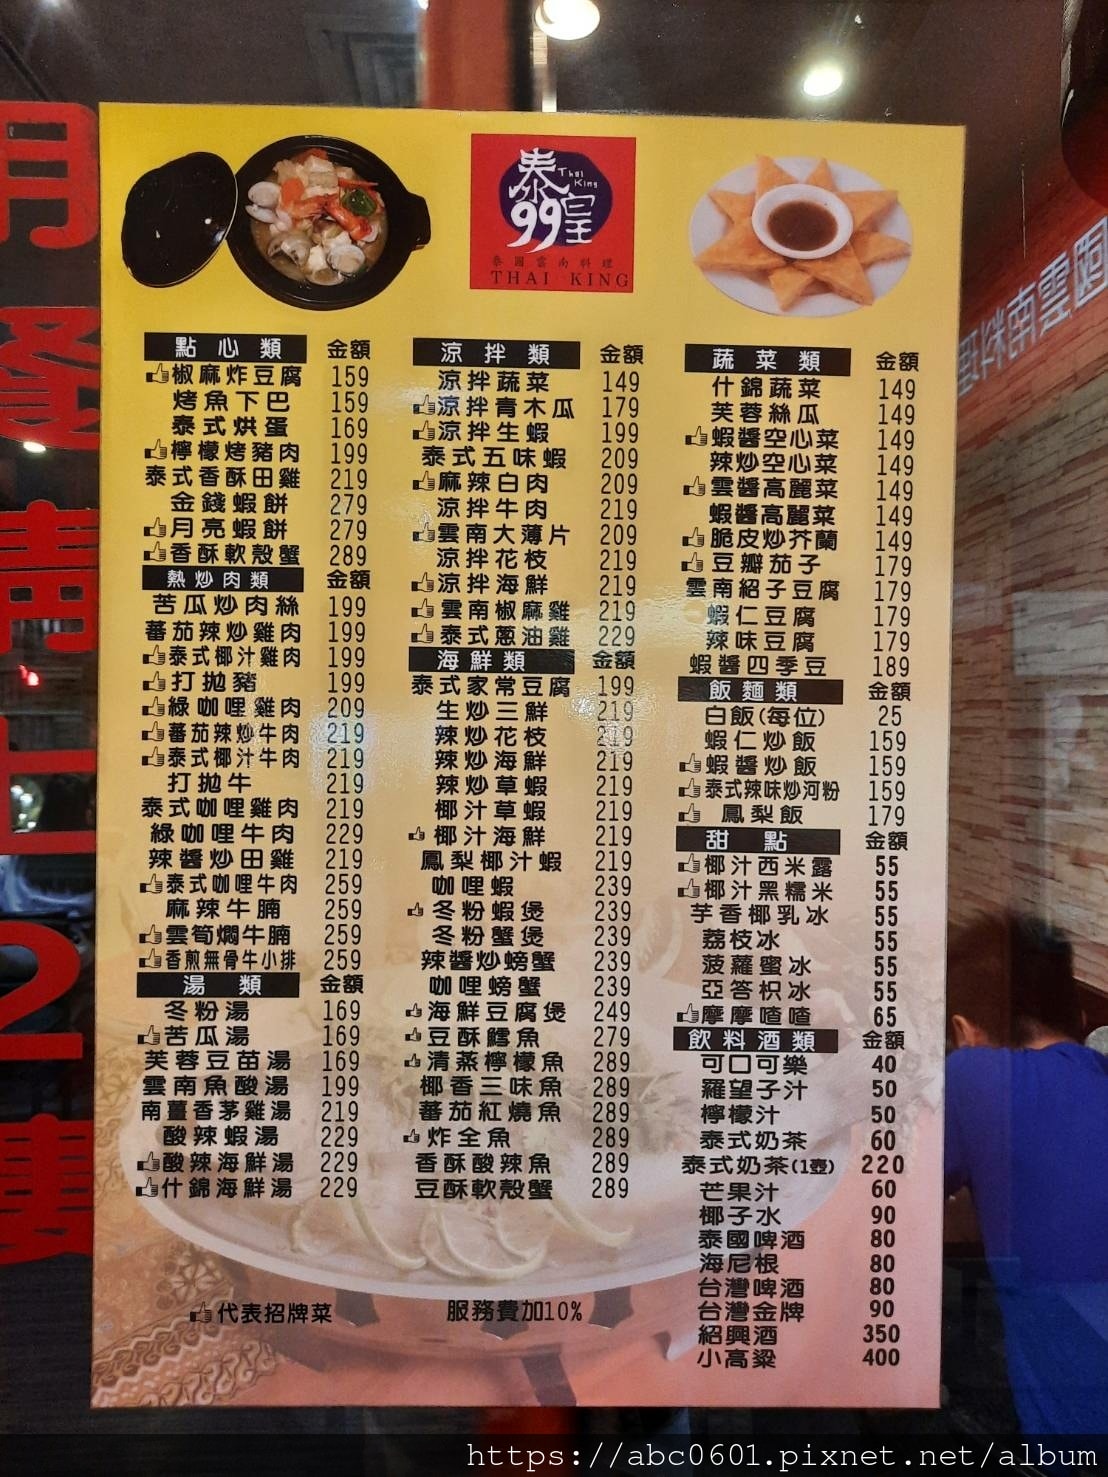 泰皇
Thai King
99
泰國雲南料理
THAI KING
點心類 金額
椒麻炸豆腐 159
烤魚下巴 159
泰式烘蛋 169
檸檬烤豬肉 199
泰式香酥田雞 219
金錢蝦餅 279
月亮蝦餅 279
香酥軟殼蟹 289
熱炒肉類 金額
苦瓜炒肉絲 199
蕃茄辣炒雞肉 199
泰式椰汁雞肉 199
打拋豬 199
綠咖哩雞肉 209
蕃茄辣炒牛肉 219
泰式椰汁牛肉 219
打拋牛 219
泰式咖哩雞肉 219
綠咖哩牛肉 229
辣醬炒田雞 219
泰式咖哩牛肉 259
麻辣牛腩 259
雲筍燜牛腩 259
香煎無骨牛小排 259
湯類 金額
冬粉湯 169
苦瓜湯 169
芙蓉豆苗湯 169
雲南魚酸湯 199
南薑香茅雞湯 219
酸辣蝦湯 229
酸辣海鮮湯 229
什錦海鮮湯 229
涼拌類 金額
涼拌蔬菜 149
涼拌青木瓜 179
涼拌生蝦 199
泰式五味蝦 209
麻辣白肉 209
涼拌牛肉 219
雲南大薄片 209
涼拌花枝 219
涼拌海鮮 219
雲南椒麻雞 219
泰式蔥油雞 229
海鮮類 金額
泰式家常豆腐 199
生炒三鮮 219
辣炒花枝 219
辣炒海鮮 219
辣炒草蝦 219
椰汁草蝦 219
椰汁海鮮 219
鳳梨椰汁蝦 219
咖哩蝦 239
冬粉蝦煲 239
冬粉蟹煲 239
辣醬炒螃蟹 239
咖哩螃蟹 239
海鮮豆腐煲 249
豆酥鱈魚 279
清蒸檸檬魚 289
椰香三味魚 289
蕃茄紅燒魚 289
炸全魚 289
香酥酸辣魚 289
豆酥軟殼蟹 289
蔬菜類 金額
什錦蔬菜 149
芙蓉絲瓜 149
蝦醬空心菜 149
辣炒空心菜 149
雲醬高麗菜 149
蝦醬高麗菜 149
脆皮炒芥蘭 149
豆瓣茄子 179
雲南紹子豆腐 179
蝦仁豆腐 179
辣味豆腐 179
蝦醬四季豆 189
飯麵類 金額
白飯(每位) 25
蝦仁炒飯 159
蝦醬炒飯 159
泰式辣味炒河粉 159
鳳梨飯 179
甜點 金額
椰汁西米露 55
椰汁黑糯米 55
芋香椰乳冰 55
荔枝冰 55
菠蘿蜜冰 55
亞答枳冰 55
摩摩喳喳 65
飲料酒類 金額
可口可樂 40
羅望子汁 50
檸檬汁 50
泰式奶茶 60
泰式奶茶(1壺) 220
芒果汁 60
椰子水 90
泰國啤酒 80
海尼根 80
台灣啤酒 80
台灣金牌 90
紹興酒 350
小高粱 400
代表招牌菜
服務費加10%
https://abc0601.pixnet.net/album